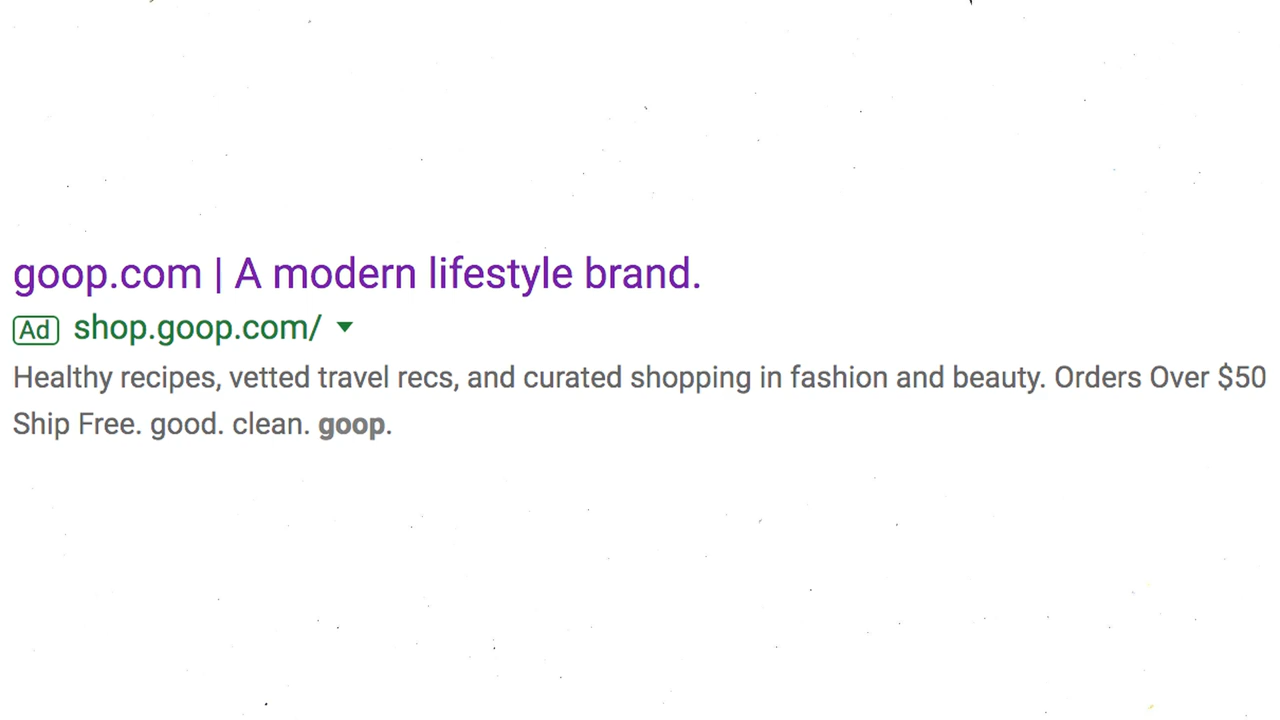 goop.com | A modern lifestyle brand.
Ad shop.goop.com/
Healthy recipes, vetted travel recs, and curated shopping in fashion and beauty. Orders Over $50
Ship Free. good. clean. goop.